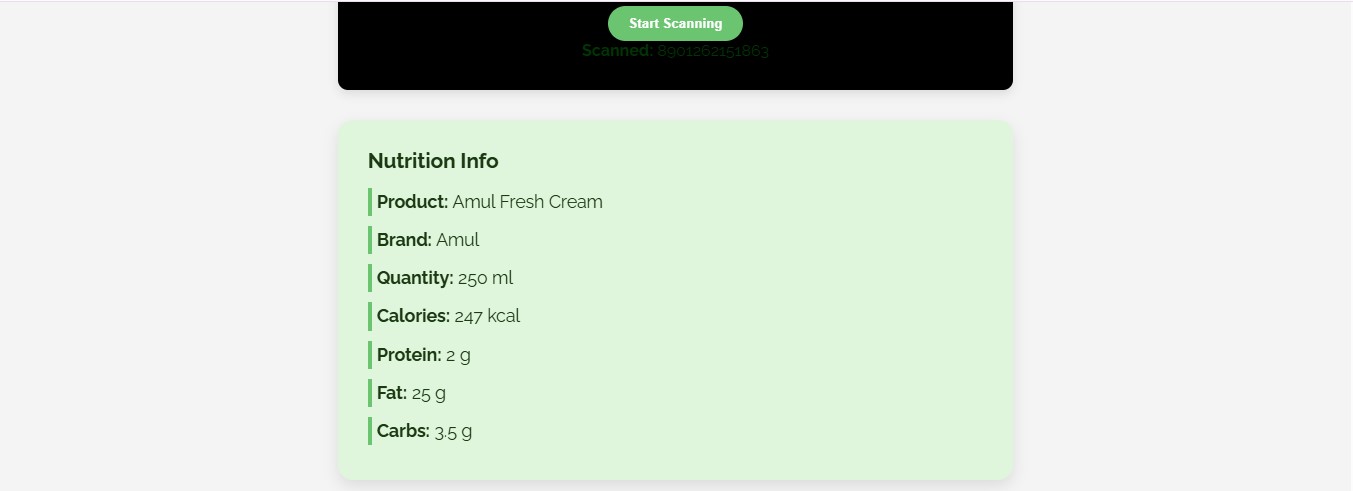 Start Scanning
Scanned: 8901262151863
Nutrition Info
Product: Amul Fresh Cream
Brand: Amul
Quantity: 250 ml
Calories: 247 kcal
Protein: 2 g
Fat: 25 g
Carbs: 3.5 g